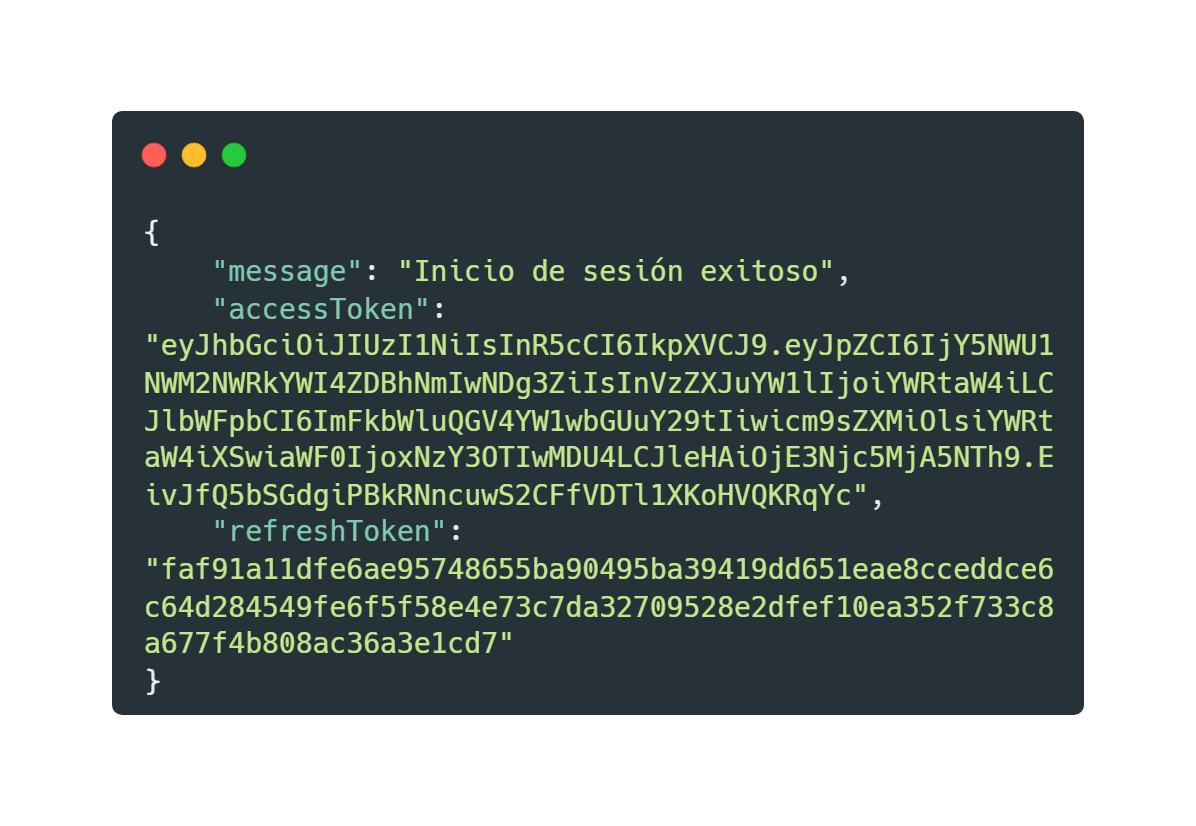 {
    "message": "Inicio de sesión exitoso",
    "accessToken":
"eyJhbGciOiJIUzI1NiIsInR5cCI6IkpXVCJ9.eyJpZCI6IjY5NWU1
NWM2NWRkYWI4ZDBhNmIwNDg3ZiIsInVzZXJuYW1lIjoiYWRtaW4iLC
JlbWFpbCI6ImFkbWluQGV4YW1wbGUuY29tIiwicm9sZXMiOlsiYWRt
aW4iXSwiaWF0IjoxNzY3OTIwMDU4LCJleHAiOjE3Njc5MjA5NTh9.E
ivJfQ5bSGdgiPBkRNncuwS2CFfVDTl1XKoHVQKRqYc",
    "refreshToken":
"faf91a11dfe6ae95748655ba90495ba39419dd651eae8cceddce6
c64d284549fe6f5f58e4e73c7da32709528e2dfef10ea352f733c8
a677f4b808ac36a3e1cd7"
}